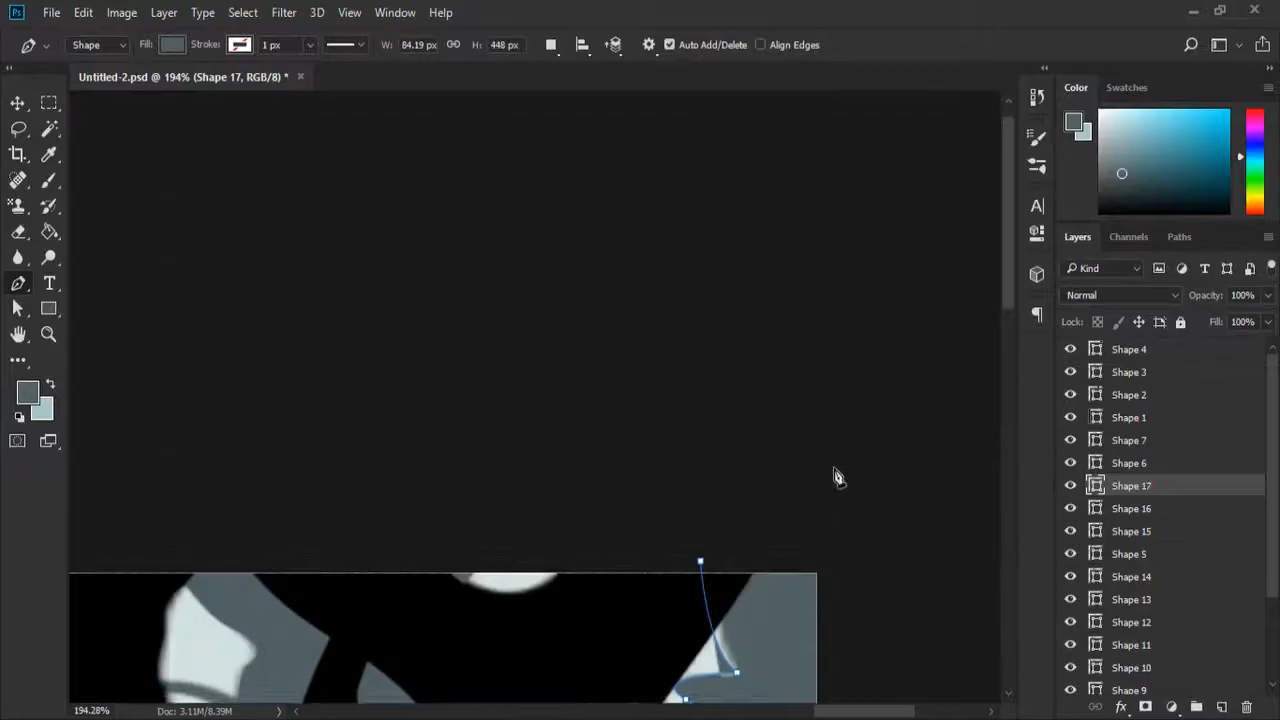 Ps File Edit Image Layer Type Select Filter 3D View Window Help
Shape Fill: Stroke: 1 px W: 84.19 px H: 448 px Auto Add/Delete Align Edges
Untitled-2.psd @ 194% (Shape 17, RGB/8) *
Color Swatches
Layers Channels Paths
Kind
Normal Opacity: 100%
Lock: Fill: 100%
Shape 4
Shape 3
Shape 2
Shape 1
Shape 7
Shape 6
Shape 17
Shape 16
Shape 15
Shape 5
Shape 14
Shape 13
Shape 12
Shape 11
Shape 10
Shape 9
194.28% Doc: 3.11M/8.39M